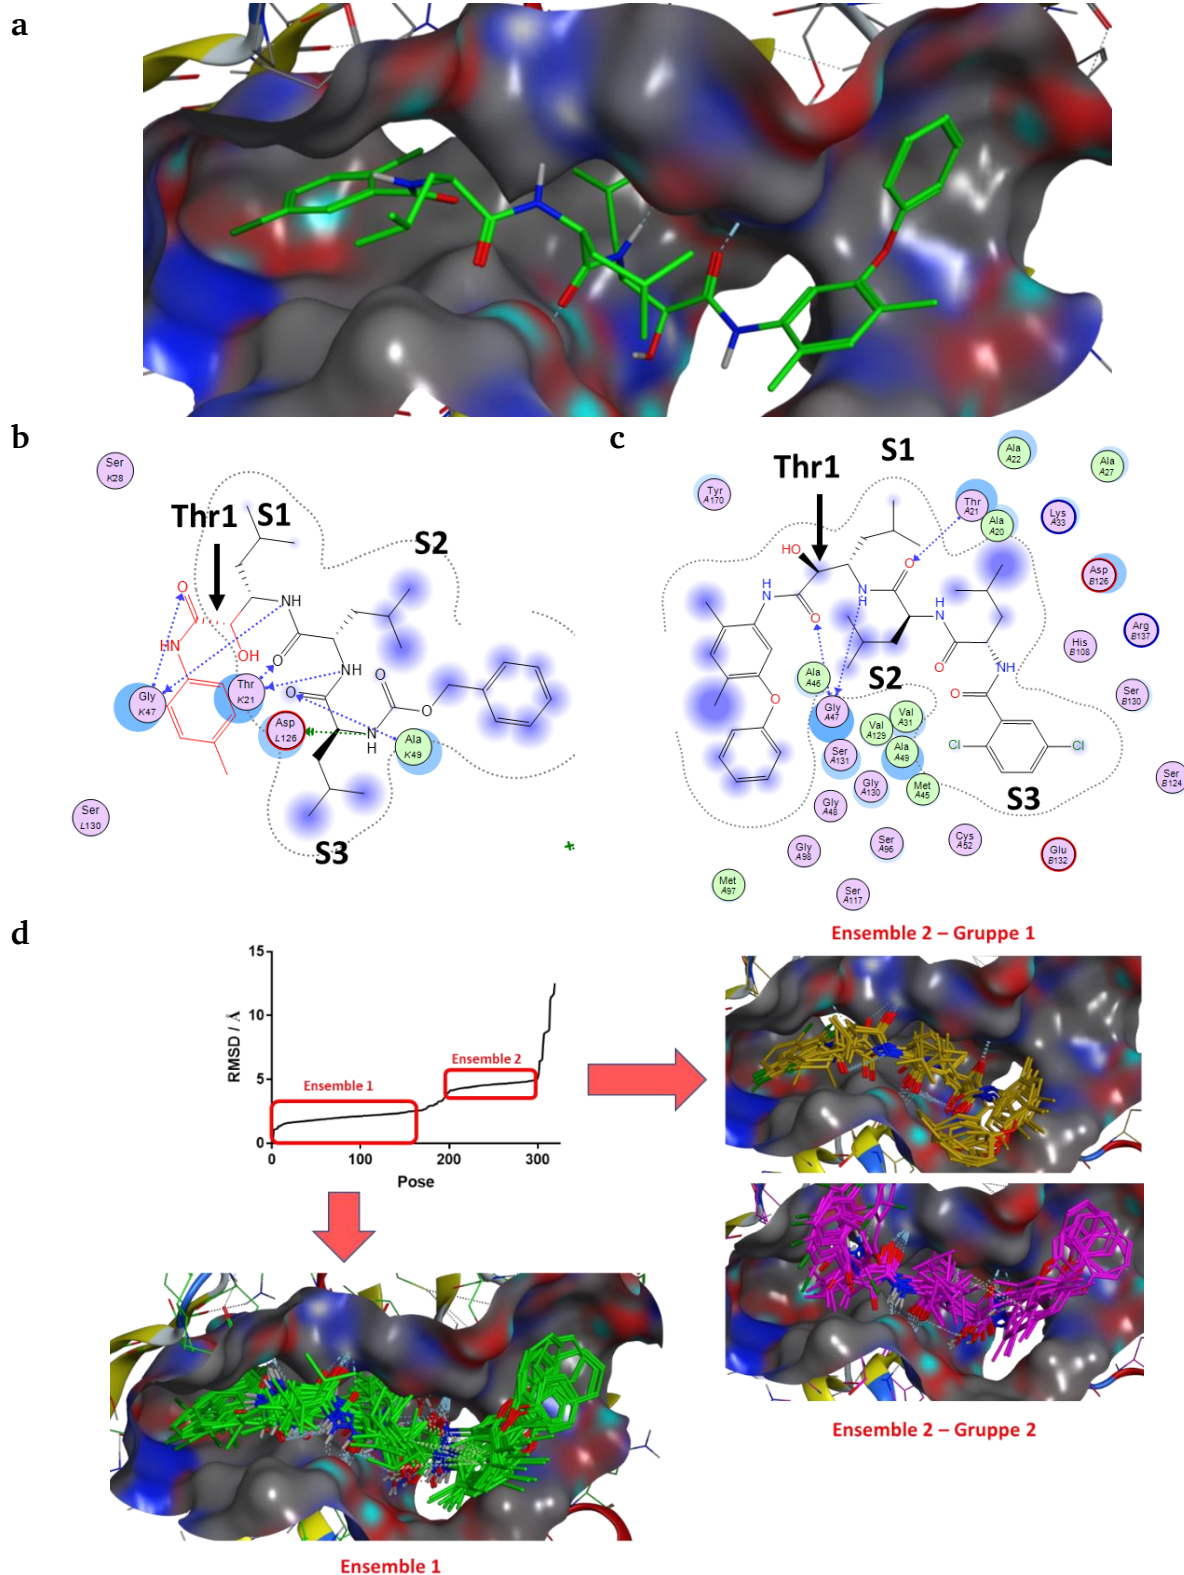 a
b
Ser
K28
Thr1
S1
S2
O
HN
OH
NH
O
O
NH
O
O
N
H
Gly
K47
Thr
K21
Asp
L126
Ala
K49
Ser
L130
S3
c
S1
Thr1
Tyr
A170
Ala
A22
Ala
A27
Thr
A21
Ala
A20
Lys
A33
Asp
B126
Arg
B137
His
B108
Ser
B130
Ser
B124
Glu
B132
HO
O
H
N
O
N
H
H
N
O
NH
O
O
Cl
Cl
Ala
A46
S2
Gly
A47
Val
A31
Val
A129
Ala
A49
Ser
A131
Gly
A130
Met
A45
Gly
A48
S3
Gly
A98
Ser
A96
Cys
A52
Met
A97
Ser
A117
d
RMSD / Å
15
10
5
0
0
100
200
300
Pose
Ensemble 1
Ensemble 2
Ensemble 2 – Gruppe 1
Ensemble 2 – Gruppe 2
Ensemble 1